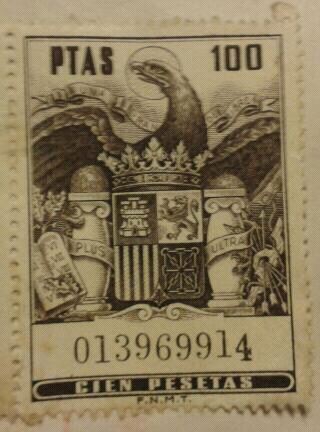 PTAS 100
UNA
PLUS ULTRA
013969914
CIEN PESETAS
F.N.M.T.